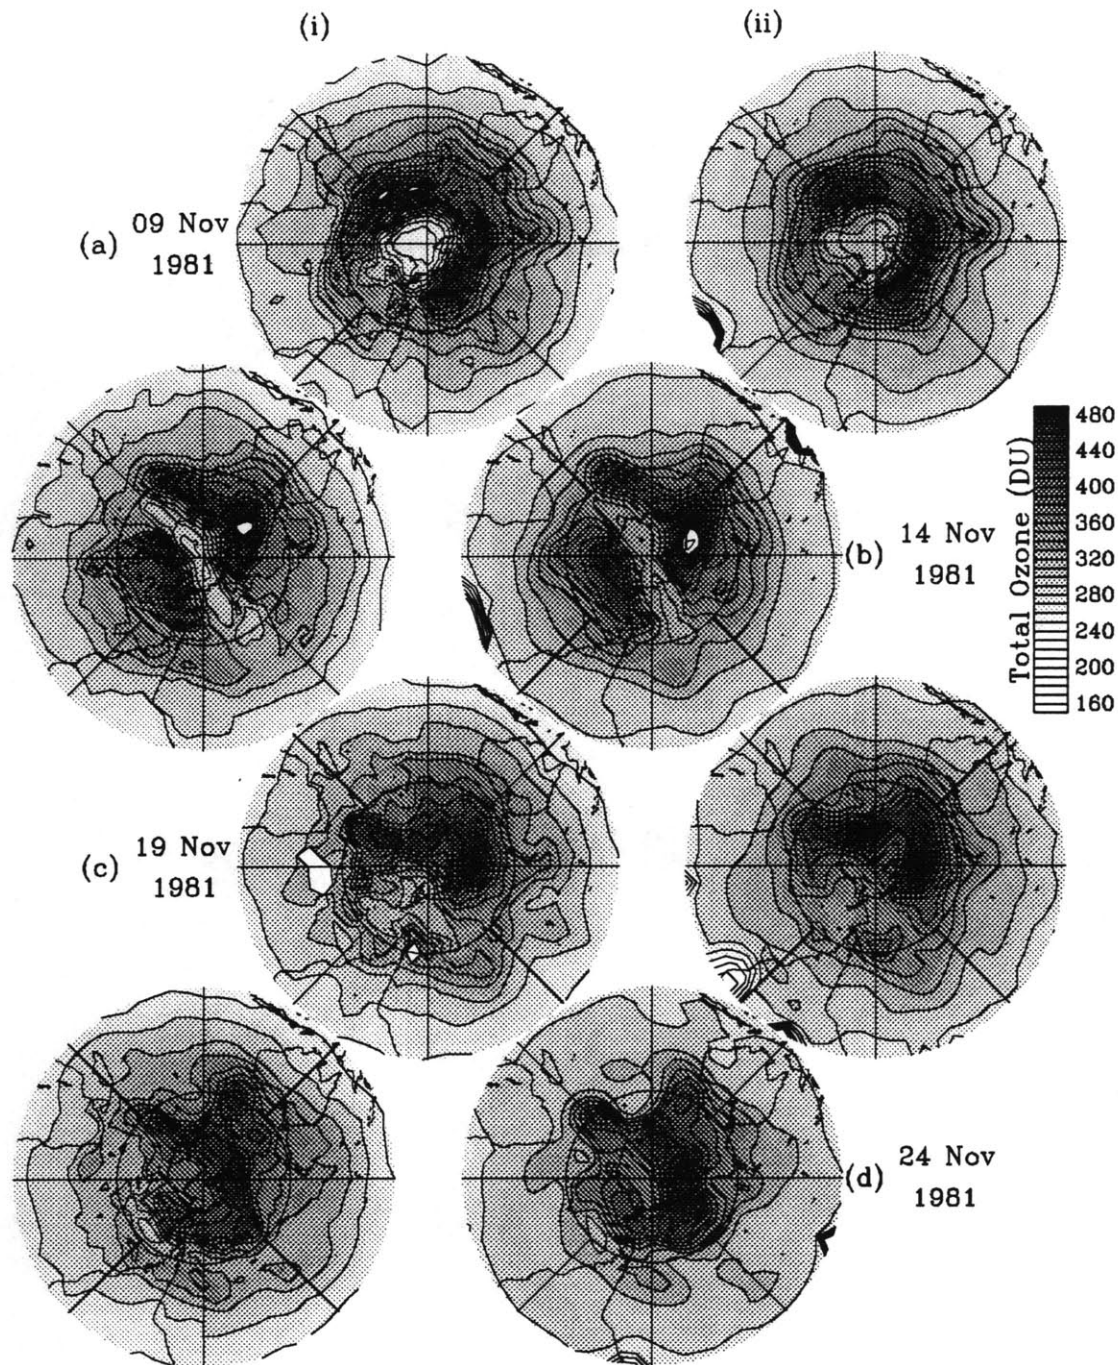 (i)
(ii)
(a) 09 Nov
1981
(b) 14 Nov
1981
(c) 19 Nov
1981
(d) 24 Nov
1981
Total Ozone (DU)
480
440
400
360
320
280
240
200
160